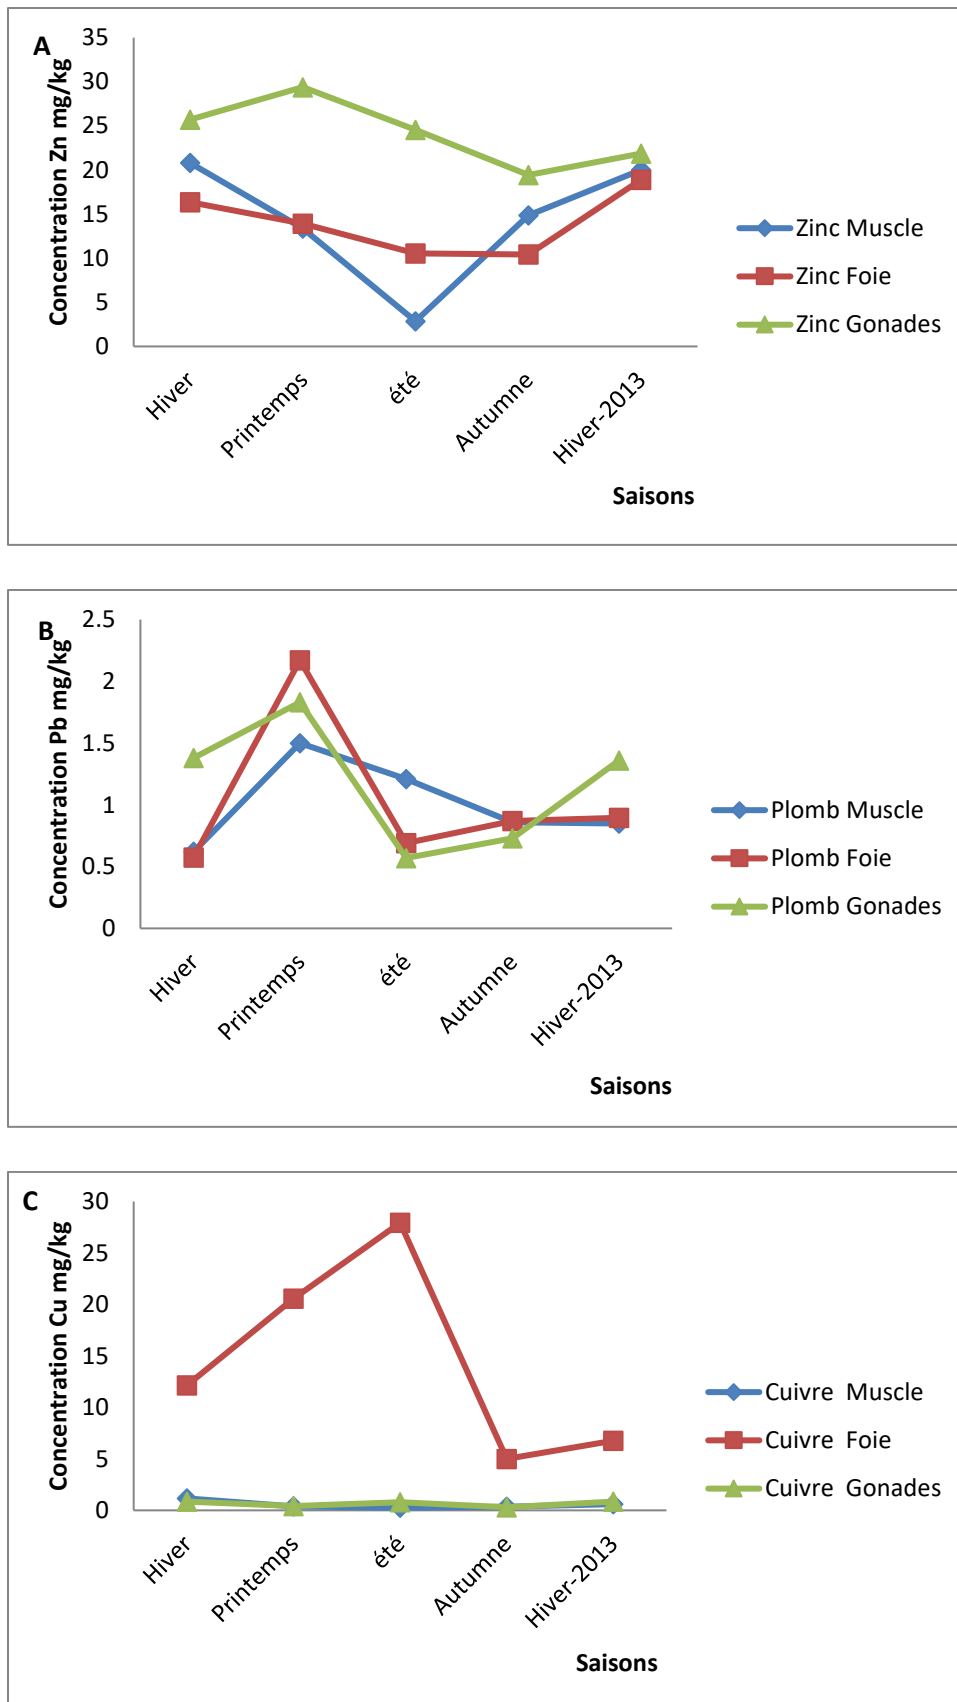 A
Concentration Zn mg/kg
35
30
25
20
15
10
5
0
Hiver
Printemps
été
Autumne
Hiver-2013
Saisons
Zinc Muscle
Zinc Foie
Zinc Gonades
B
Concentration Pb mg/kg
2.5
2
1.5
1
0.5
0
Hiver
Printemps
été
Autumne
Hiver-2013
Saisons
Plomb Muscle
Plomb Foie
Plomb Gonades
C
Concentration Cu mg/kg
30
25
20
15
10
5
0
Hiver
Printemps
été
Autumne
Hiver-2013
Saisons
Cuivre Muscle
Cuivre Foie
Cuivre Gonades